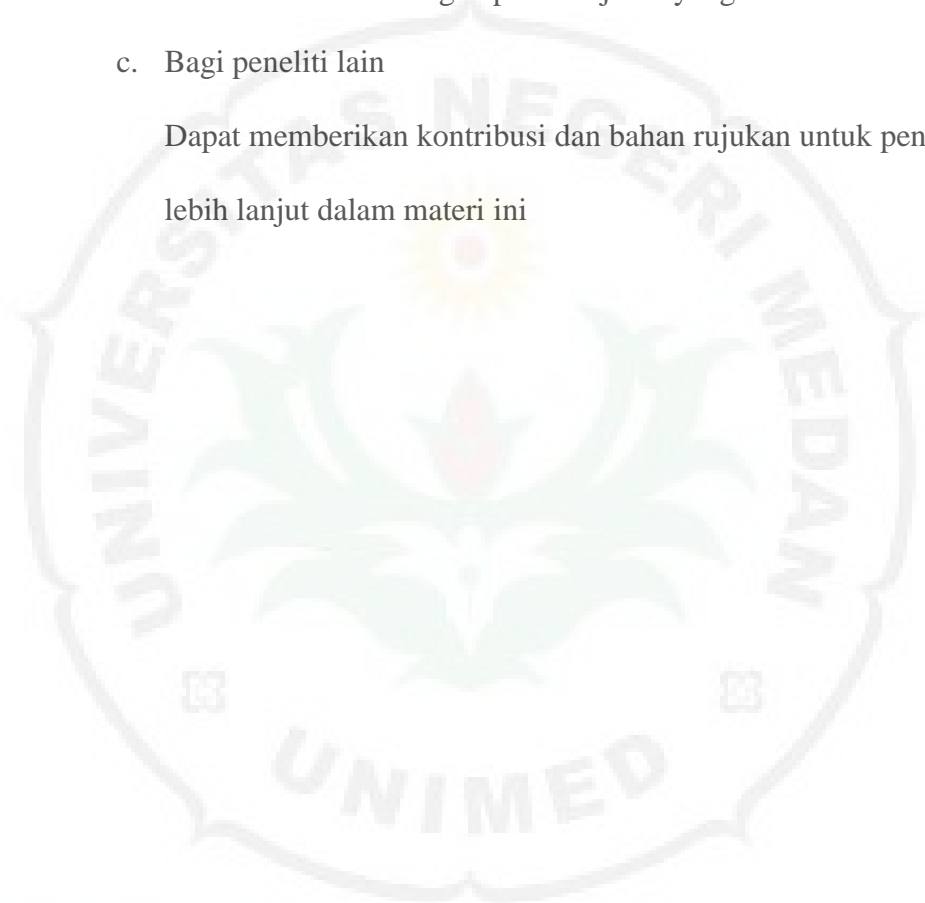 c. Bagi peneliti lain
Dapat memberikan kontribusi dan bahan rujukan untuk pen
lebih lanjut dalam materi ini
UNIVERSITAS NEGERI MEDAN
UNIMED